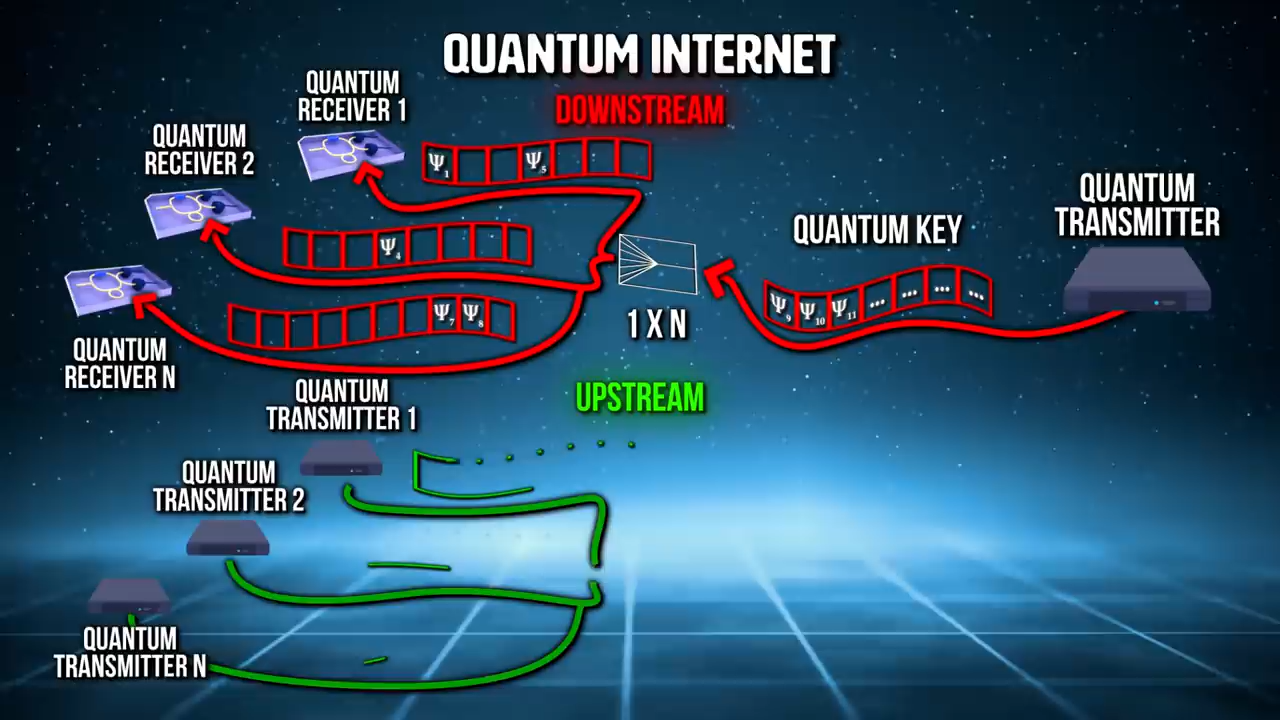 QUANTUM INTERNET
DOWNSTREAM
QUANTUM
RECEIVER 1
QUANTUM
RECEIVER 2
QUANTUM
RECEIVER N
Ψ1 Ψ5
Ψ4
Ψ7 Ψ8
1 X N
QUANTUM KEY
Ψ9 Ψ10 Ψ11 ... ... ... ...
QUANTUM
TRANSMITTER
UPSTREAM
QUANTUM
TRANSMITTER 1
QUANTUM
TRANSMITTER 2
QUANTUM
TRANSMITTER N